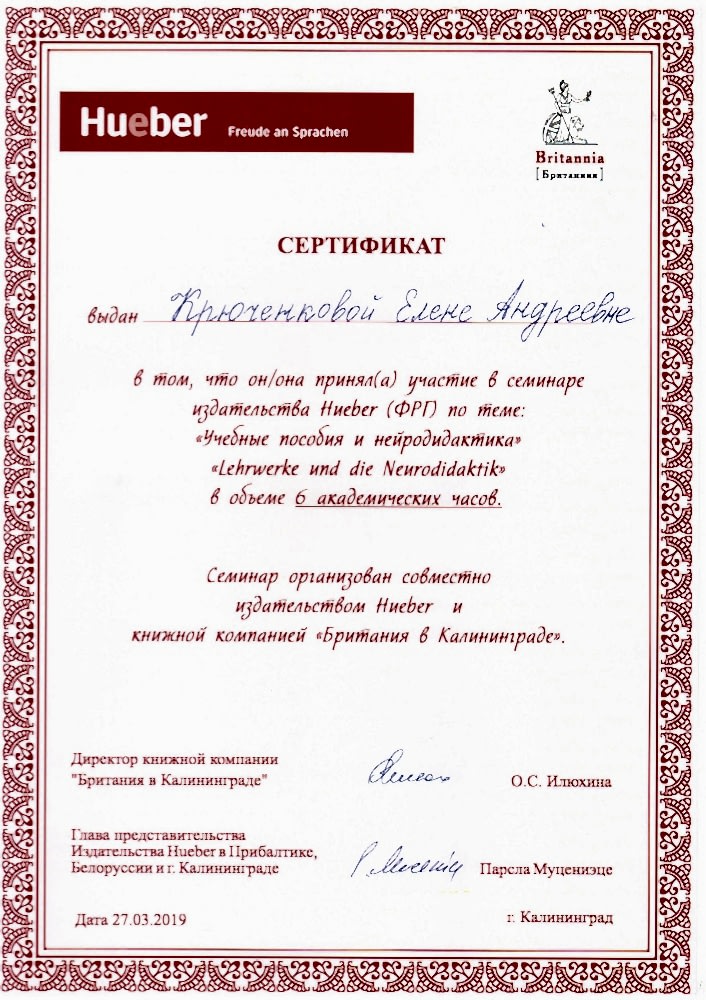 Hueber Freude an Sprachen
Britannia
[Британния]
СЕРТИФИКАТ
выдан Крюченковой Елене Андреевне
в том, что он/она принял(а) участие в семинаре
издательства Hueber (ФРГ) по теме:
«Учебные пособия и нейродидактика»
«Lehrwerke und die Neurodidaktik»
в объеме 6 академических часов.
Семинар организован совместно
издательством Hueber и
книжной компанией «Британия в Калининграде».
Директор книжной компании
"Британия в Калининграде"
О.С. Илюхина
Глава представительства
Издательства Hueber в Прибалтике,
Белоруссии и г. Калининграде
Парсла Муцениэце
Дата 27.03.2019
г. Калининград